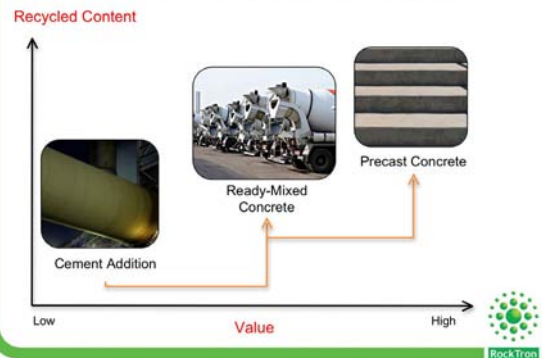 Recycled Content
Precast Concrete
Ready-Mixed
Concrete
Cement Addition
Low
Value
High
RockTron